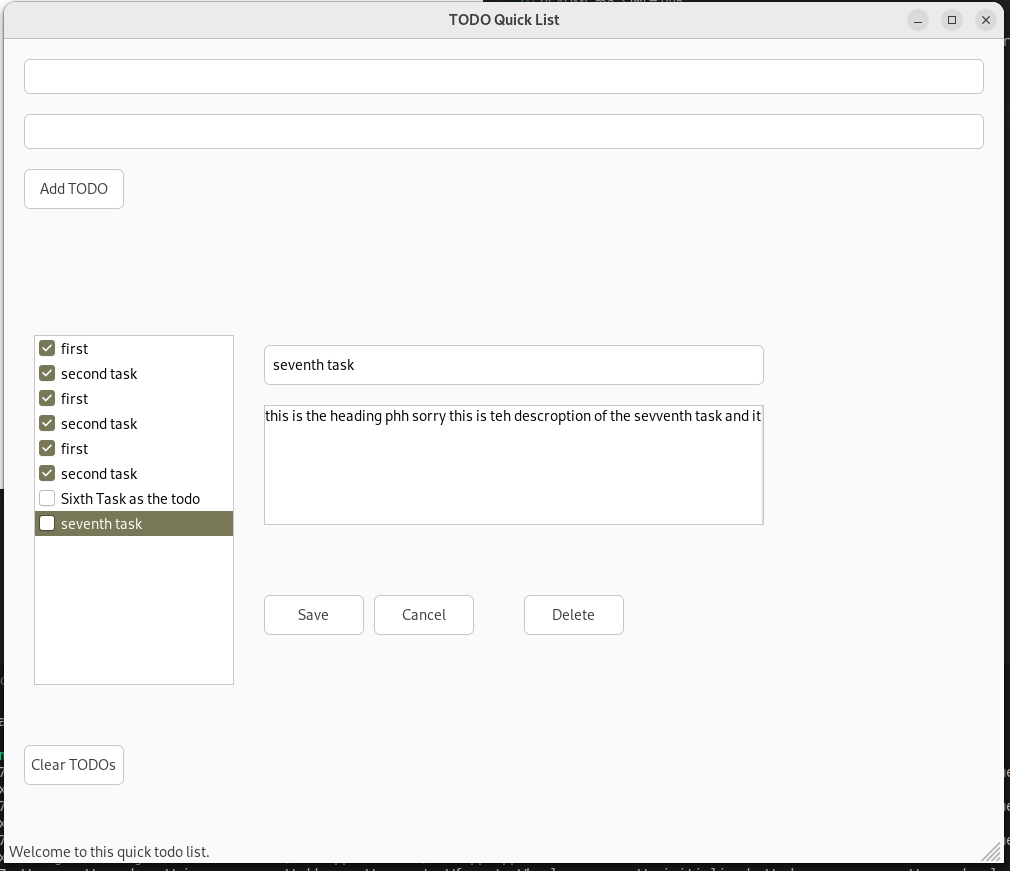 TODO Quick List
Add TODO
first
second task
first
second task
first
second task
Sixth Task as the todo
seventh task
seventh task
this is the heading phh sorry this is teh descroption of the sevventh task and it
Save
Cancel
Delete
Clear TODOs
Welcome to this quick todo list.